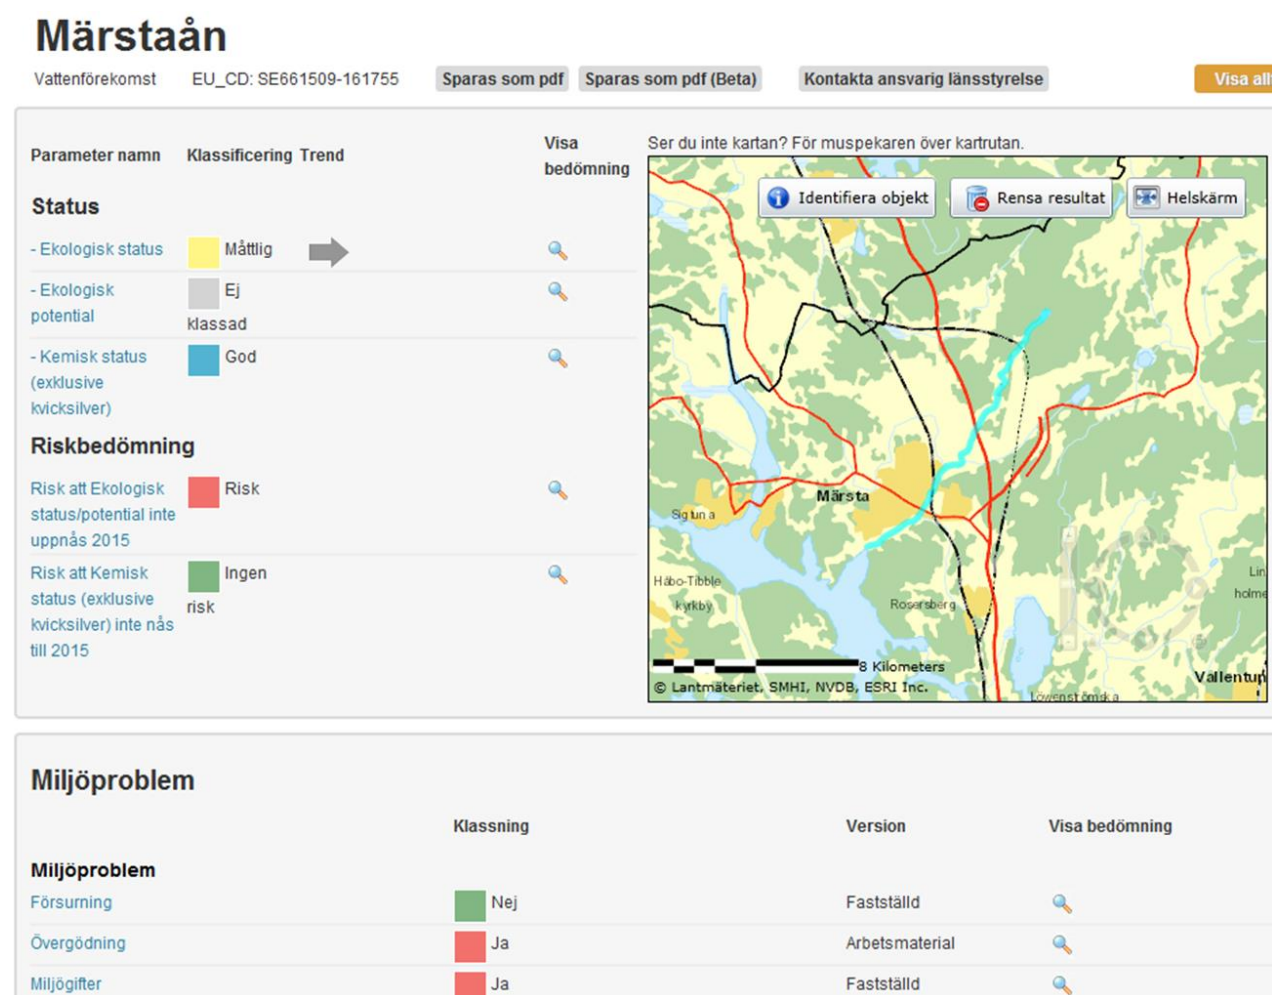 Märstaån
Vattenförekomst EU_CD: SE661509-161755 Sparas som pdf Sparas som pdf (Beta) Kontakta ansvarig länsstyrelse Visa allt
Parameter namn Klassificering Trend Visa
bedömning
Status
- Ekologisk status Måttlig
- Ekologisk
potential
Ej
klassad
- Kemisk status
(exklusive
kvicksilver)
God
Riskbedömning
Risk att Ekologisk
status/potential inte
uppnås 2015
Risk
Risk att Kemisk
status (exklusive
kvicksilver) inte nås
till 2015
Ingen
risk
Ser du inte kartan? För muspekaren över kartrutan.
Identifiera objekt Rensa resultat Helskärm
Märsta
Sigtuna
Håbo-Tibble
kyrkby
Rosersberg
Lin
holme
Vallentun
Löwenströmska
8 Kilometers
© Lantmäteriet, SMHI, NVDB, ESRI Inc.
Miljöproblem
Klassning Version Visa bedömning
Miljöproblem
Försurning Nej Fastställd
Övergödning Ja Arbetsmaterial
Miljögifter Ja Fastställd